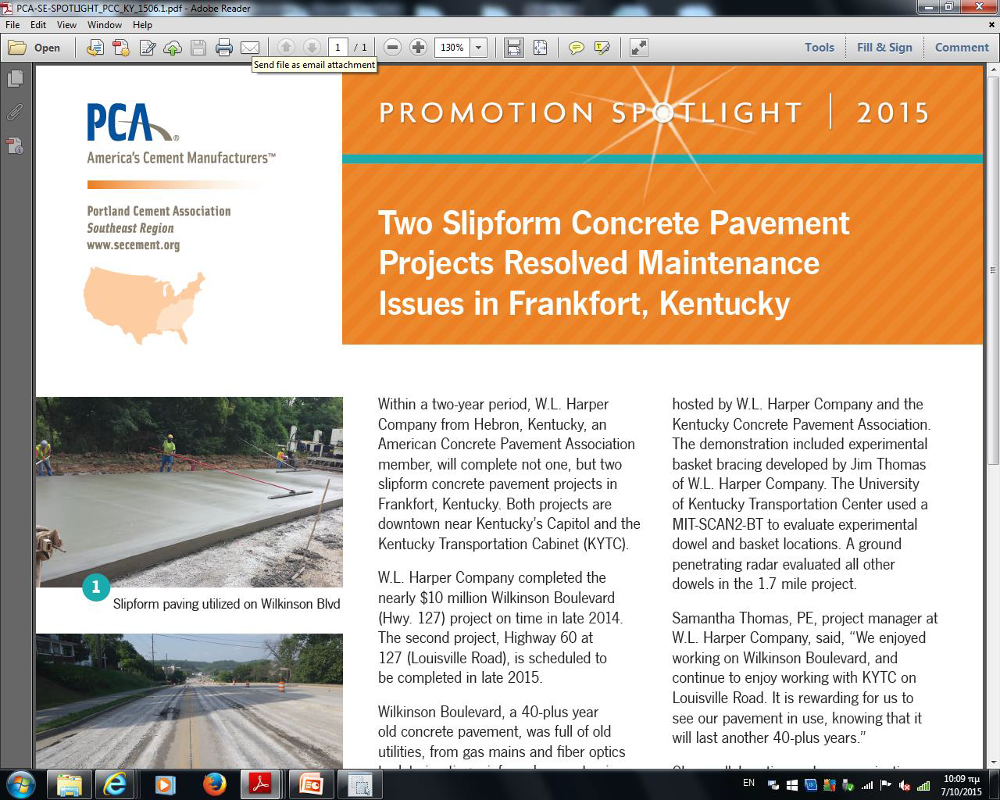 PCA-SE-SPOTLIGHT_PCC_KY_1506.1.pdf - Adobe Reader
File Edit View Window Help
Open
1 / 1
130%
Tools
Fill & Sign
Comment
Send file as email attachment
PCA®
America's Cement Manufacturers™
Portland Cement Association
Southeast Region
www.secement.org
PROMOTION SPOTLIGHT | 2015
Two Slipform Concrete Pavement
Projects Resolved Maintenance
Issues in Frankfort, Kentucky
1
Slipform paving utilized on Wilkinson Blvd
Within a two-year period, W.L. Harper
Company from Hebron, Kentucky, an
American Concrete Pavement Association
member, will complete not one, but two
slipform concrete pavement projects in
Frankfort, Kentucky. Both projects are
downtown near Kentucky's Capitol and the
Kentucky Transportation Cabinet (KYTC).
W.L. Harper Company completed the
nearly $10 million Wilkinson Boulevard
(Hwy. 127) project on time in late 2014.
The second project, Highway 60 at
127 (Louisville Road), is scheduled to
be completed in late 2015.
Wilkinson Boulevard, a 40-plus year
old concrete pavement, was full of old
utilities, from gas mains and fiber optics
hosted by W.L. Harper Company and the
Kentucky Concrete Pavement Association.
The demonstration included experimental
basket bracing developed by Jim Thomas
of W.L. Harper Company. The University
of Kentucky Transportation Center used a
MIT-SCAN2-BT to evaluate experimental
dowel and basket locations. A ground
penetrating radar evaluated all other
dowels in the 1.7 mile project.
Samantha Thomas, PE, project manager at
W.L. Harper Company, said, “We enjoyed
working on Wilkinson Boulevard, and
continue to enjoy working with KYTC on
Louisville Road. It is rewarding for us to
see our pavement in use, knowing that it
will last another 40-plus years.”
EN
10:09 πμ
7/10/2015